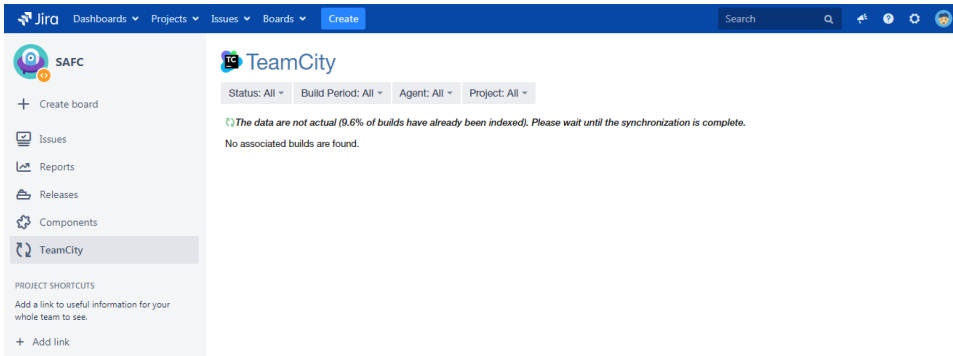 Jira Dashboards Projects Issues Boards Create Search
SAFC
Create board
Issues
Reports
Releases
Components
TeamCity
PROJECT SHORTCUTS
Add a link to useful information for your
whole team to see.
+ Add link
TC TeamCity
Status: All Build Period: All Agent: All Project: All
The data are not actual (9.6% of builds have already been indexed). Please wait until the synchronization is complete.
No associated builds are found.